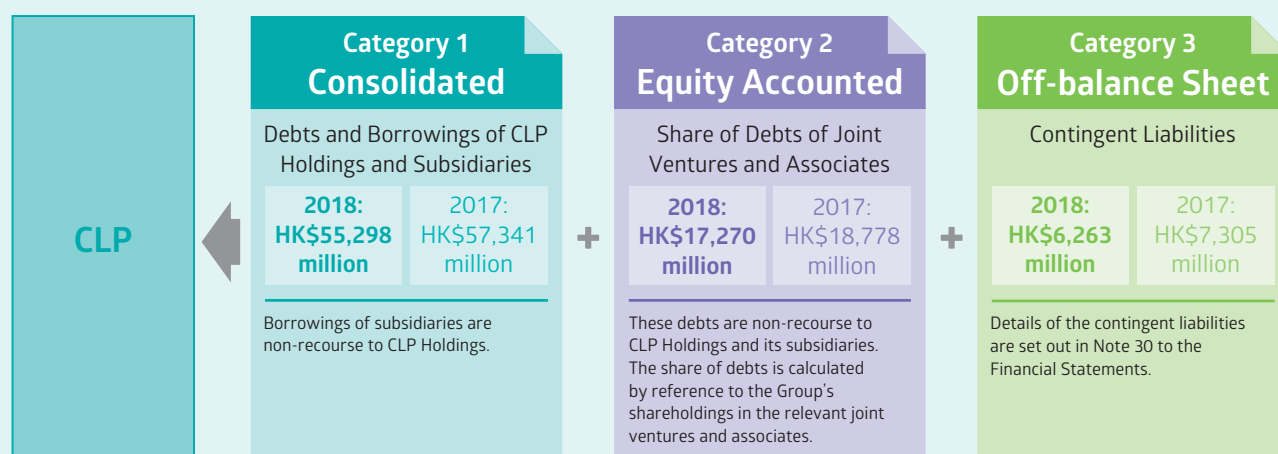 CLP
Category 1
Consolidated
Debts and Borrowings of CLP
Holdings and Subsidiaries
2018:
HK$55,298
million
2017:
HK$57,341
million
Borrowings of subsidiaries are
non-recourse to CLP Holdings.
+
Category 2
Equity Accounted
Share of Debts of Joint
Ventures and Associates
2018:
HK$17,270
million
2017:
HK$18,778
million
These debts are non-recourse to
CLP Holdings and its subsidiaries.
The share of debts is calculated
by reference to the Group's
shareholdings in the relevant joint
ventures and associates.
+
Category 3
Off-balance Sheet
Contingent Liabilities
2018:
HK$6,263
million
2017:
HK$7,305
million
Details of the contingent liabilities
are set out in Note 30 to the
Financial Statements.